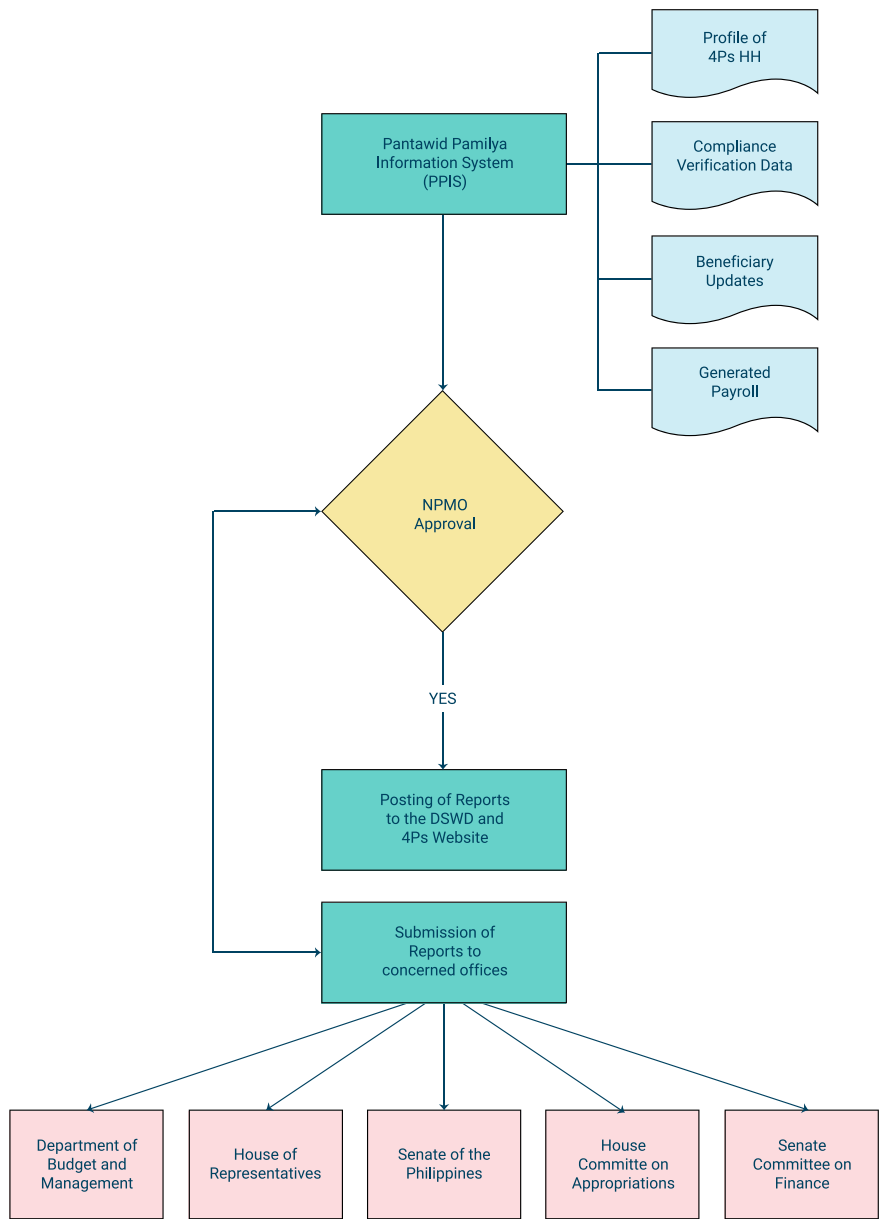 Profile of
4Ps HH
Pantawid Pamilya
Information System
(PPIS)
Compliance
Verification Data
Beneficiary
Updates
Generated
Payroll
NPMO
Approval
YES
Posting of Reports
to the DSWD and
4Ps Website
Submission of
Reports to
concerned offices
Department of
Budget and
Management
House of
Representatives
Senate of the
Philippines
House
Committe on
Appropriations
Senate
Committee on
Finance